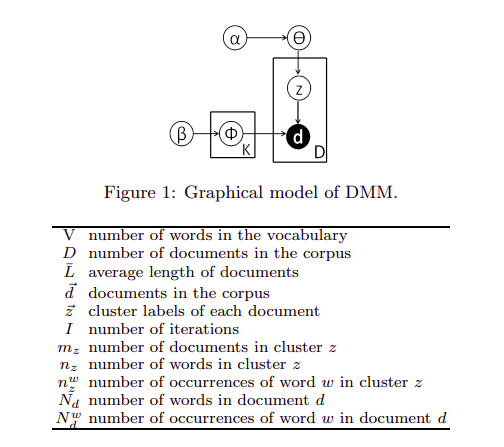 α Θ
z
β Φ d
K D
Figure 1: Graphical model of DMM.
V number of words in the vocabulary
D number of documents in the corpus
L̄ average length of documents
d⃗ documents in the corpus
z⃗ cluster labels of each document
I number of iterations
m_z number of documents in cluster z
n_z number of words in cluster z
n_z^w number of occurrences of word w in cluster z
N_d number of words in document d
N_d^w number of occurrences of word w in document d